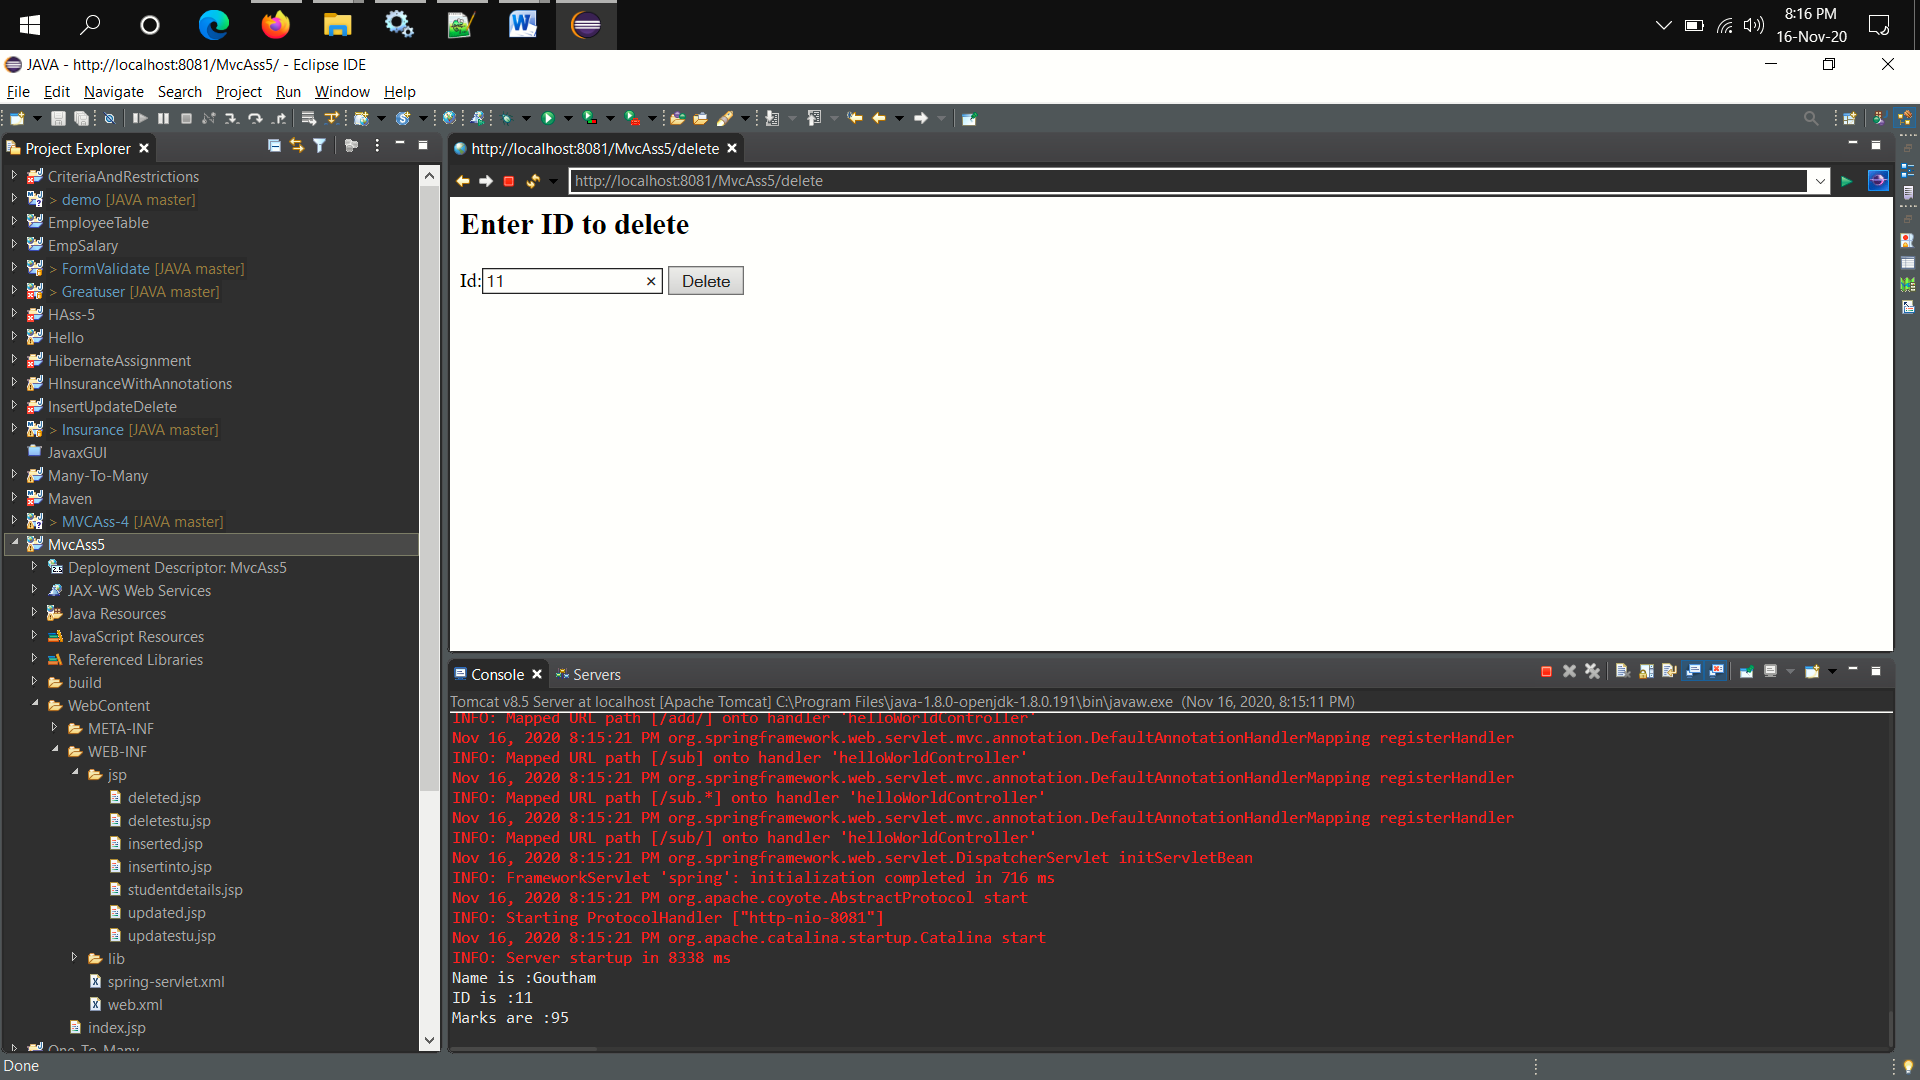 8:16 PM
16-Nov-20
JAVA - http://localhost:8081/MvcAss5/ - Eclipse IDE
File Edit Navigate Search Project Run Window Help
Project Explorer
CriteriaAndRestrictions
> demo [JAVA master]
EmployeeTable
EmpSalary
> FormValidate [JAVA master]
> Greatuser [JAVA master]
HAss-5
Hello
HibernateAssignment
HInsuranceWithAnnotations
InsertUpdateDelete
> Insurance [JAVA master]
JavaxGUI
Many-To-Many
Maven
> MVCAss-4 [JAVA master]
MvcAss5
Deployment Descriptor: MvcAss5
JAX-WS Web Services
Java Resources
JavaScript Resources
Referenced Libraries
build
WebContent
META-INF
WEB-INF
jsp
deleted.jsp
deletestu.jsp
inserted.jsp
insertinto.jsp
studentdetails.jsp
updated.jsp
updatestu.jsp
lib
spring-servlet.xml
web.xml
index.jsp
One-To-Many
http://localhost:8081/MvcAss5/delete
http://localhost:8081/MvcAss5/delete
Enter ID to delete
Id: 11 Delete
Console Servers
Tomcat v8.5 Server at localhost [Apache Tomcat] C:\Program Files\java-1.8.0-openjdk-1.8.0.191\bin\javaw.exe (Nov 16, 2020, 8:15:11 PM)
INFO: Mapped URL path [/add/] onto handler 'helloWorldController'
Nov 16, 2020 8:15:21 PM org.springframework.web.servlet.mvc.annotation.DefaultAnnotationHandlerMapping registerHandler
INFO: Mapped URL path [/sub] onto handler 'helloWorldController'
Nov 16, 2020 8:15:21 PM org.springframework.web.servlet.mvc.annotation.DefaultAnnotationHandlerMapping registerHandler
INFO: Mapped URL path [/sub.*] onto handler 'helloWorldController'
Nov 16, 2020 8:15:21 PM org.springframework.web.servlet.mvc.annotation.DefaultAnnotationHandlerMapping registerHandler
INFO: Mapped URL path [/sub/] onto handler 'helloWorldController'
Nov 16, 2020 8:15:21 PM org.springframework.web.servlet.DispatcherServlet initServletBean
INFO: FrameworkServlet 'spring': initialization completed in 716 ms
Nov 16, 2020 8:15:21 PM org.apache.coyote.AbstractProtocol start
INFO: Starting ProtocolHandler ["http-nio-8081"]
Nov 16, 2020 8:15:21 PM org.apache.catalina.startup.Catalina start
INFO: Server startup in 8338 ms
Name is :Goutham
ID is :11
Marks are :95
Done